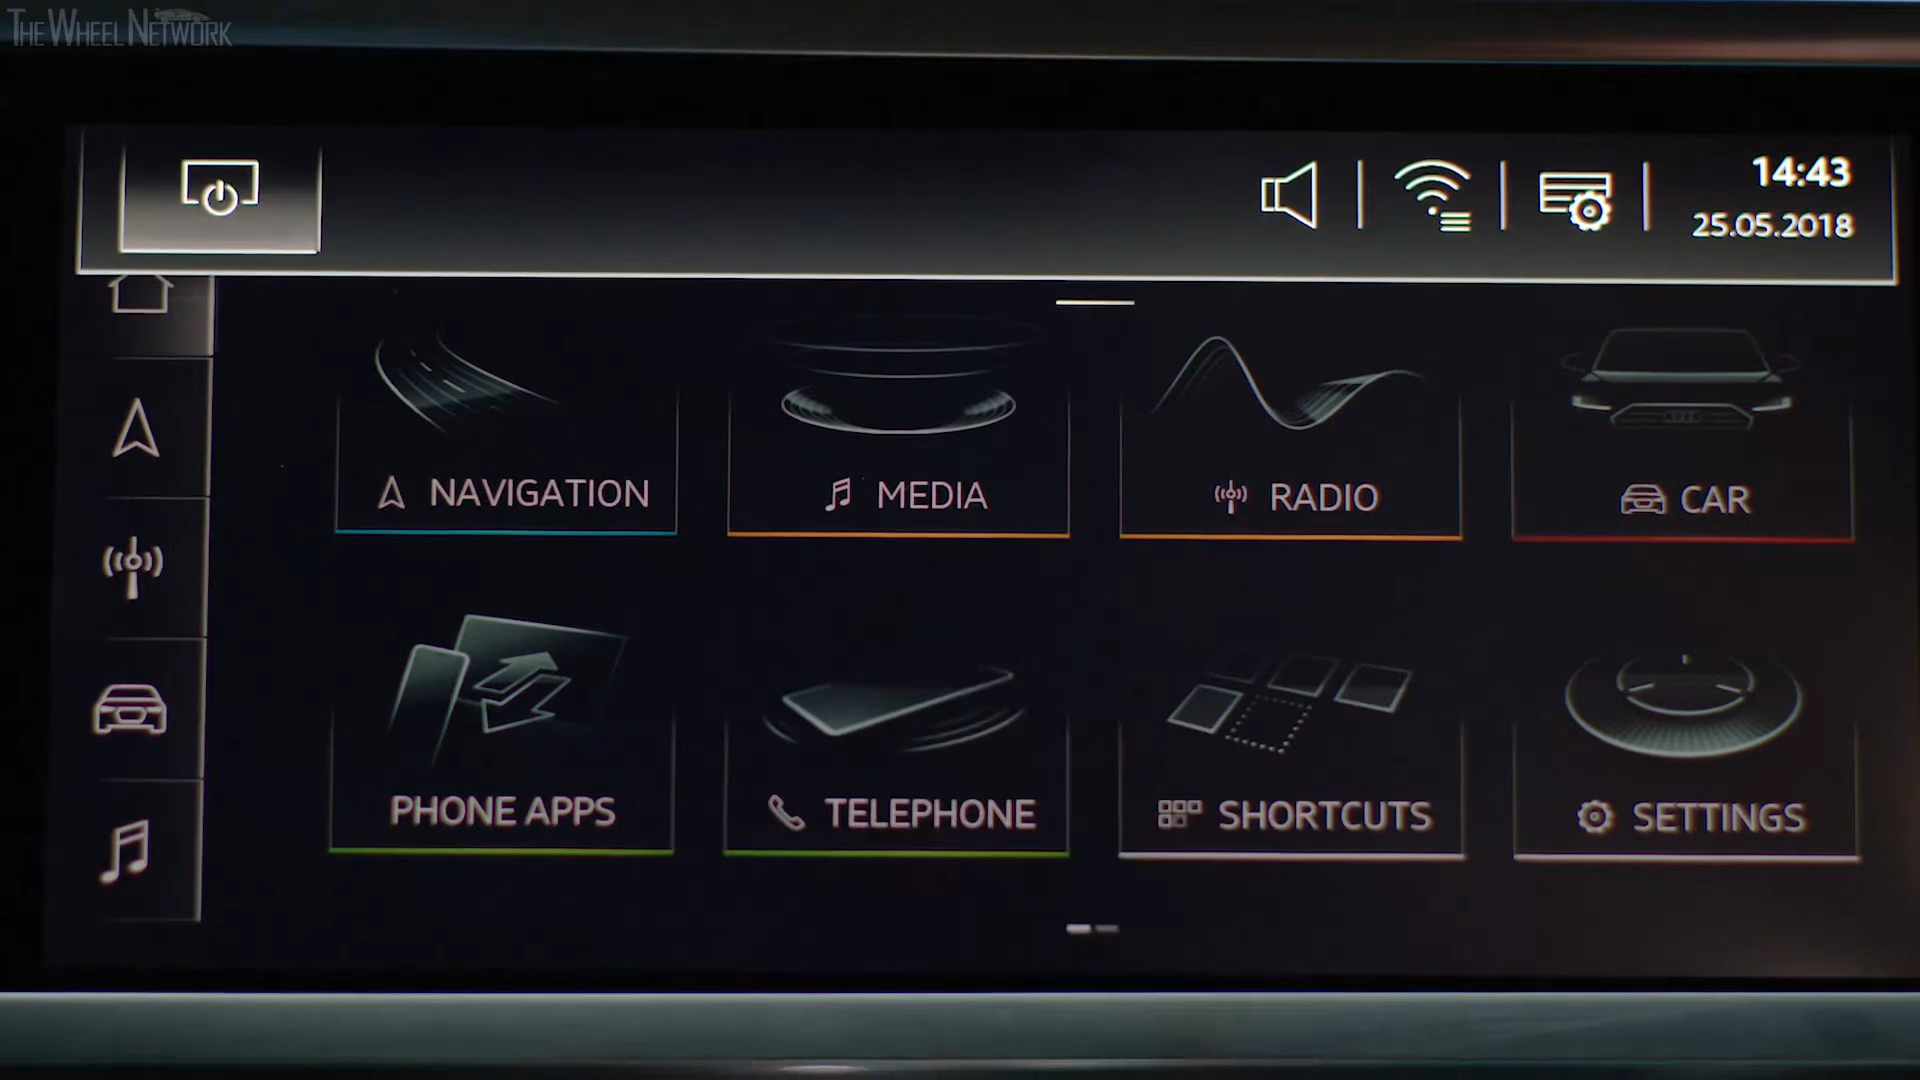 THE WHEEL NETWORK
14:43
25.05.2018
NAVIGATION
MEDIA
RADIO
CAR
PHONE APPS
TELEPHONE
SHORTCUTS
SETTINGS